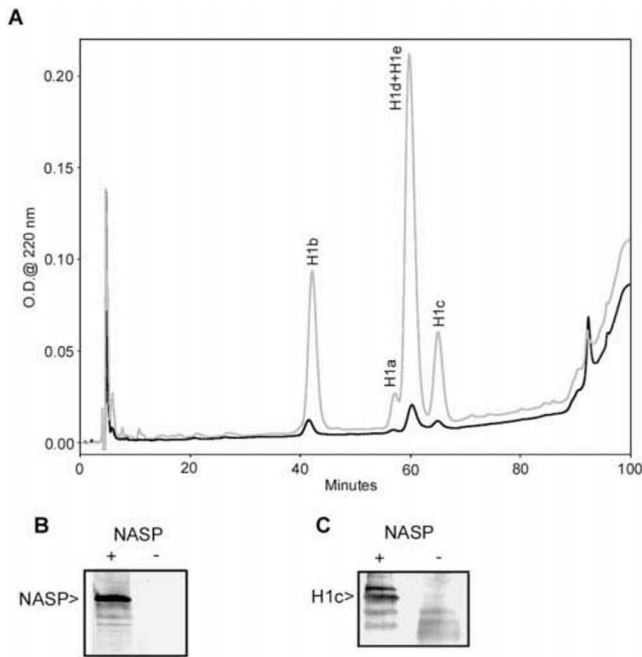 A
0.20
0.15
0.10
0.05
0.00
O.D.@ 220 nm
H1b
H1a
H1d+H1e
H1c
0 20 40 60 80 100
Minutes
B
NASP
+ -
NASP>
C
NASP
+ -
H1c>